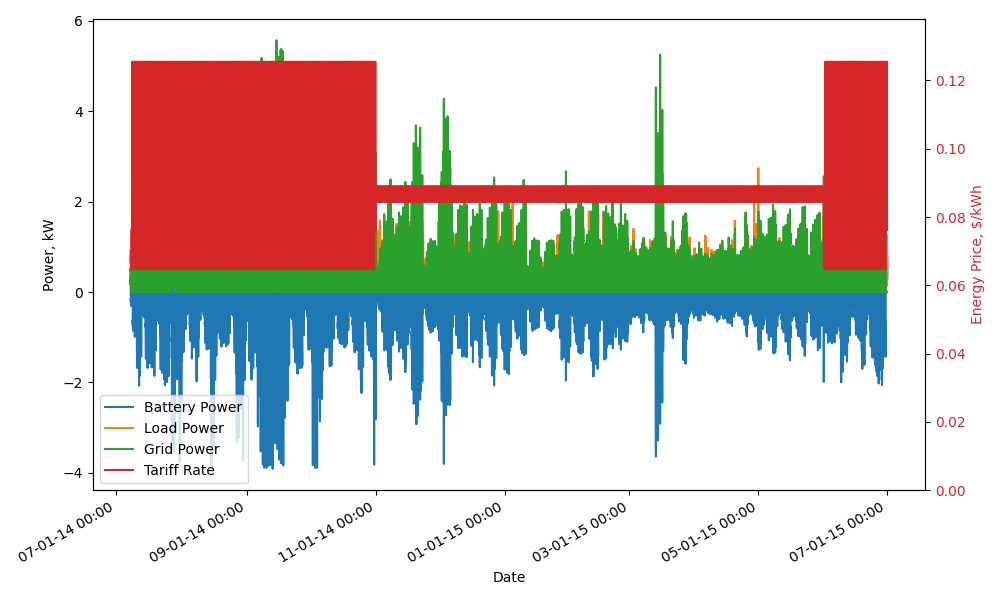 6
4
2
0
−2
−4
Power, kW
0.12
0.10
0.08
0.06
0.04
0.02
0.00
Energy Price, $/kWh
Battery Power
Load Power
Grid Power
Tariff Rate
07-01-14 00:00
09-01-14 00:00
11-01-14 00:00
01-01-15 00:00
03-01-15 00:00
05-01-15 00:00
07-01-15 00:00
Date